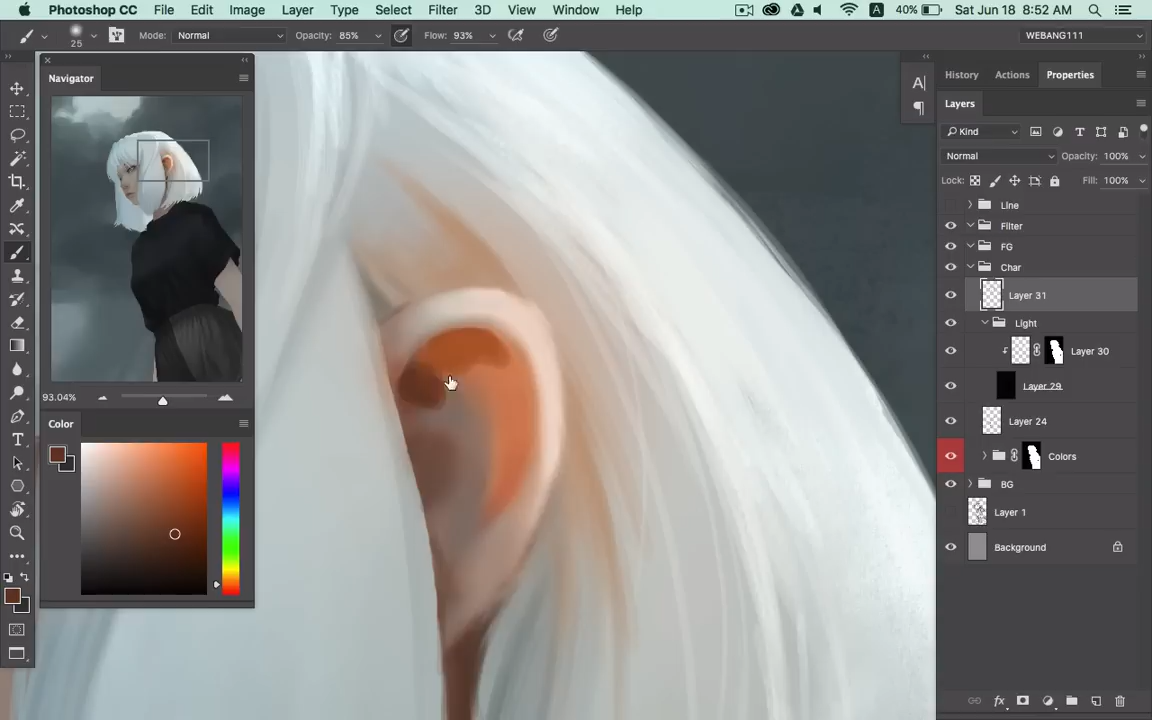 Photoshop CC File Edit Image Layer Type Select Filter 3D View Window Help A 40% Sat Jun 18 8:52 AM
25 Mode: Normal Opacity: 85% Flow: 93% WEBANG111
Navigator
93.04%
Color
T
A|
¶
History Actions Properties
Layers
Kind
Normal Opacity: 100%
Lock: Fill: 100%
LIne
Filter
FG
Char
Layer 31
Light
Layer 30
Layer 29
Layer 24
Colors
BG
Layer 1
Background
fx